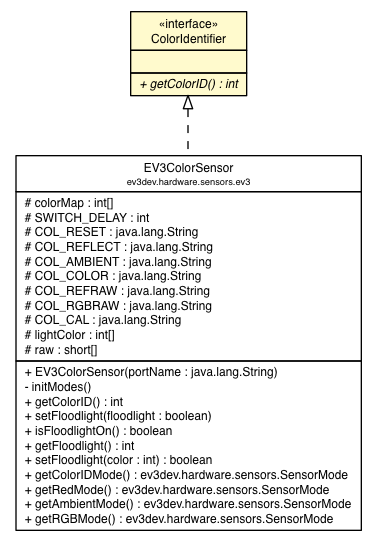 «interface»
ColorIdentifier
+ getColorID() : int
EV3ColorSensor
ev3dev.hardware.sensors.ev3
# colorMap : int[]
# SWITCH_DELAY : int
# COL_RESET : java.lang.String
# COL_REFLECT : java.lang.String
# COL_AMBIENT : java.lang.String
# COL_COLOR : java.lang.String
# COL_REFRAW : java.lang.String
# COL_RGBRAW : java.lang.String
# COL_CAL : java.lang.String
# lightColor : int[]
# raw : short[]
+ EV3ColorSensor(portName : java.lang.String)
- initModes()
+ getColorID() : int
+ setFloodlight(floodlight : boolean)
+ isFloodlightOn() : boolean
+ getFloodlight() : int
+ setFloodlight(color : int) : boolean
+ getColorIDMode() : ev3dev.hardware.sensors.SensorMode
+ getRedMode() : ev3dev.hardware.sensors.SensorMode
+ getAmbientMode() : ev3dev.hardware.sensors.SensorMode
+ getRGBMode() : ev3dev.hardware.sensors.SensorMode